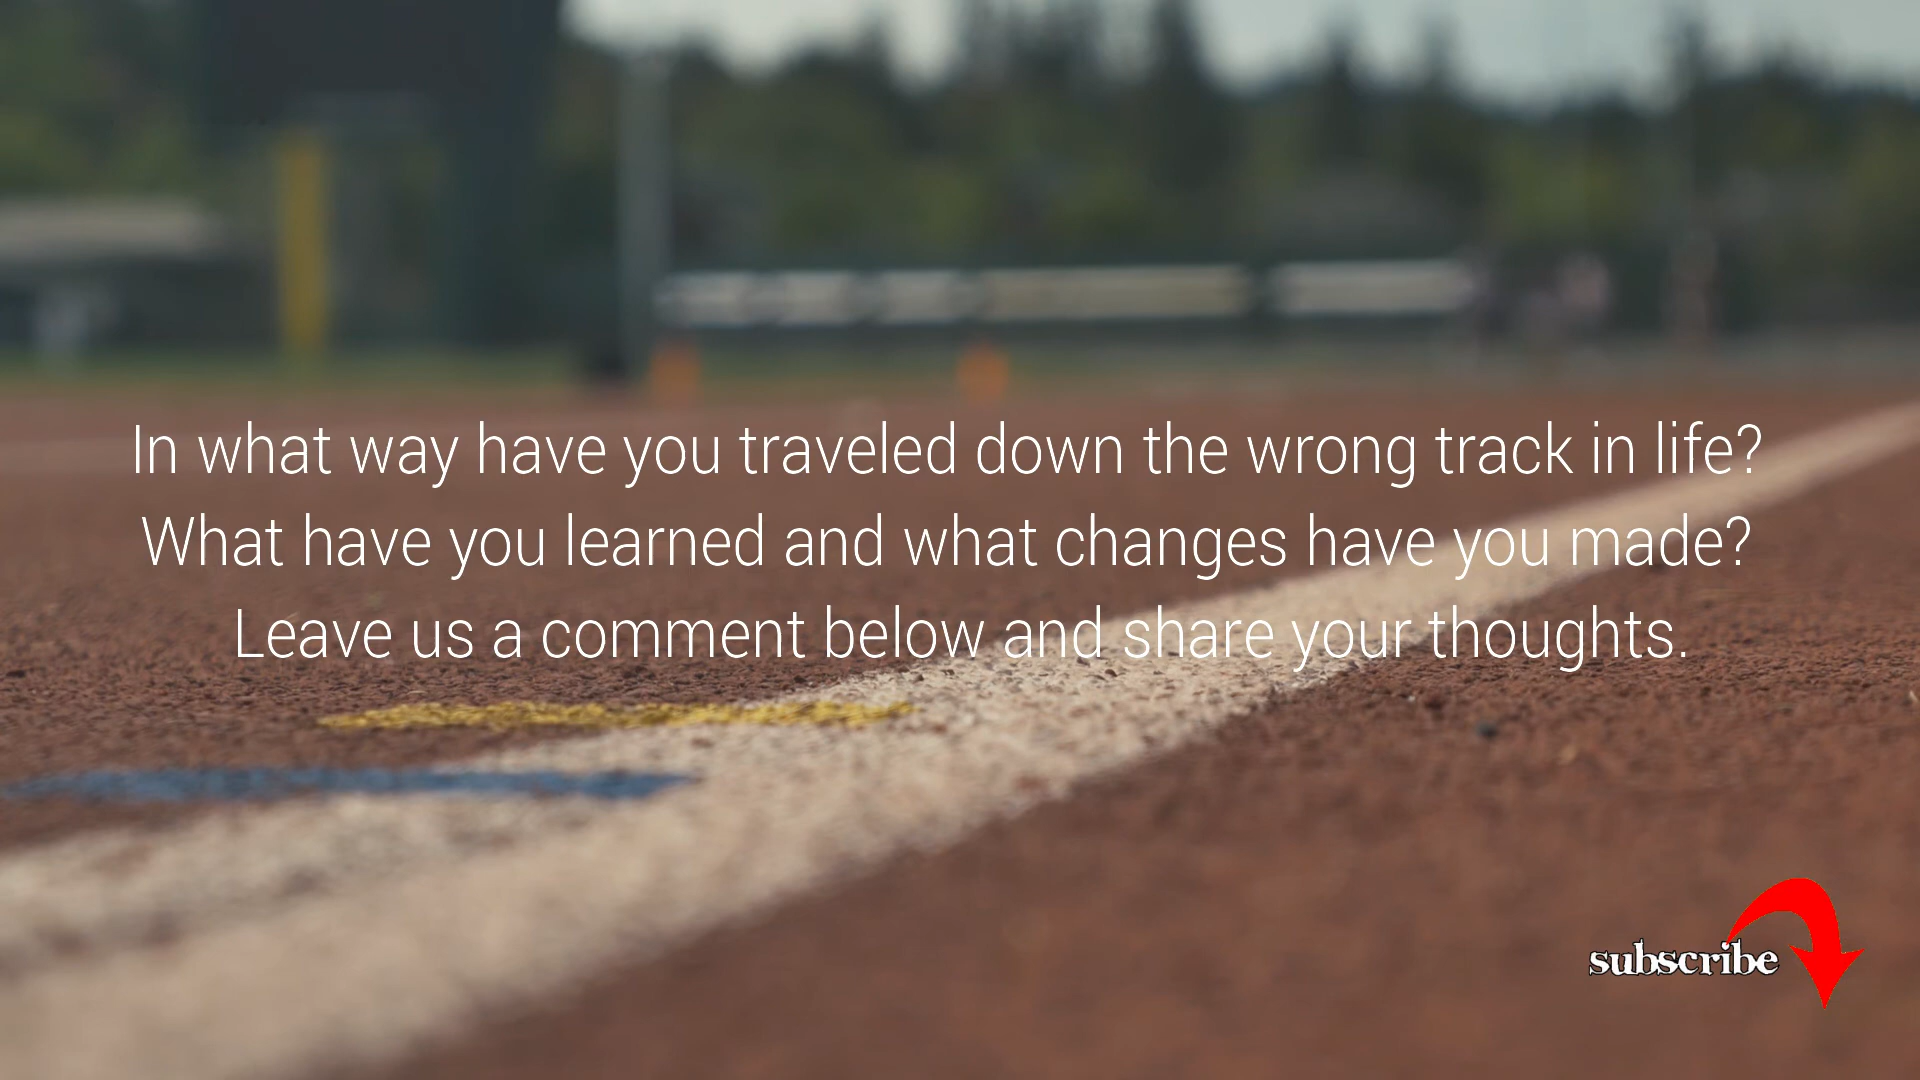 In what way have you traveled down the wrong track in life?
What have you learned and what changes have you made?
Leave us a comment below and share your thoughts.
subscribe